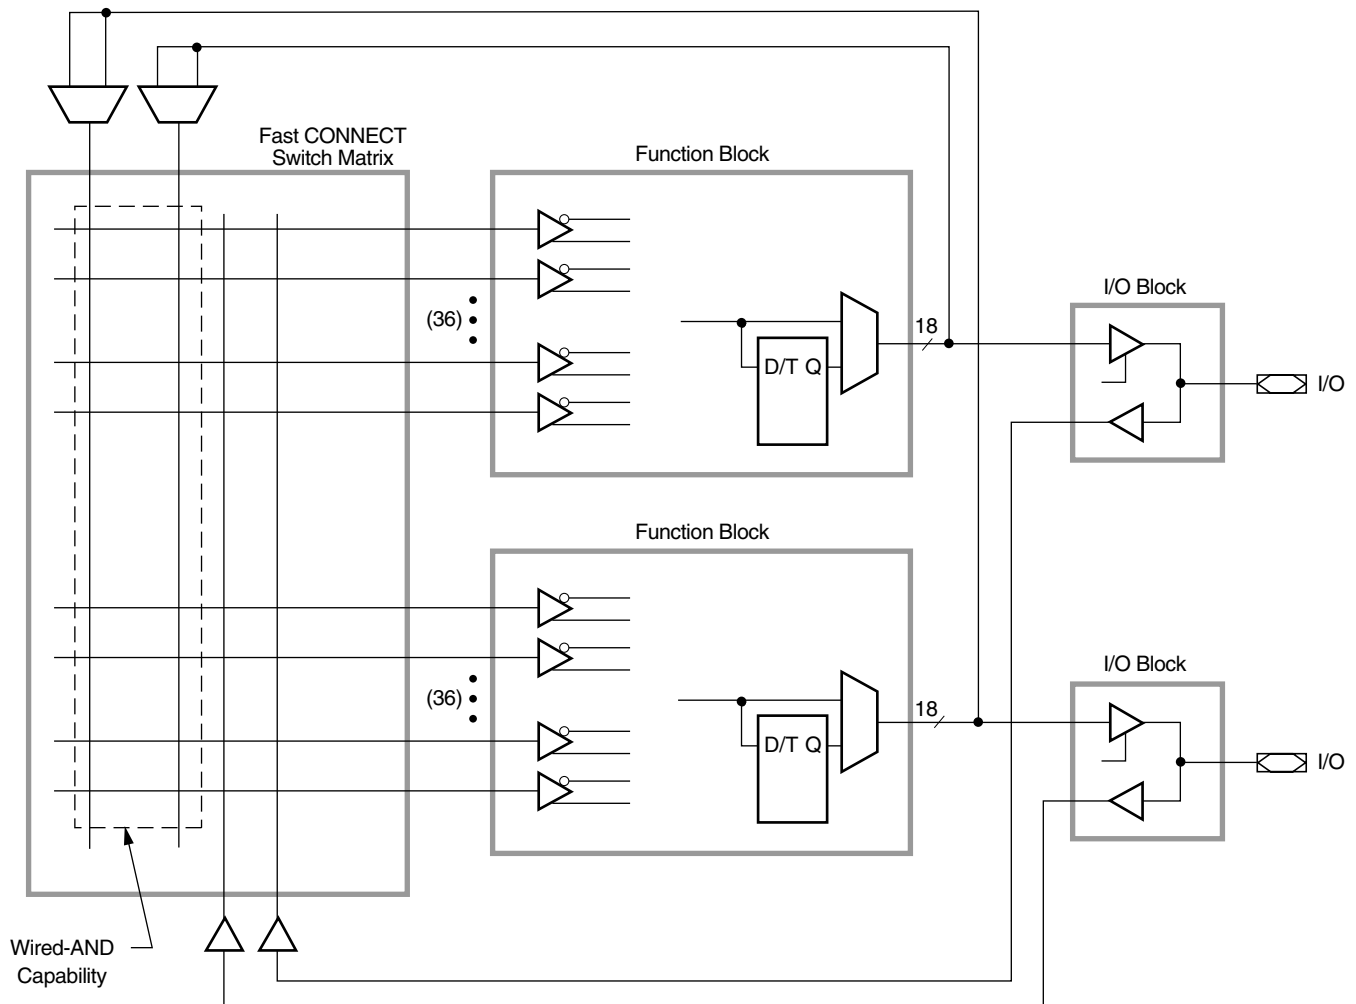 Fast CONNECT
Switch Matrix
Function Block
(36)
D/T Q
18
I/O Block
I/O
Function Block
(36)
D/T Q
18
I/O Block
I/O
Wired-AND
Capability